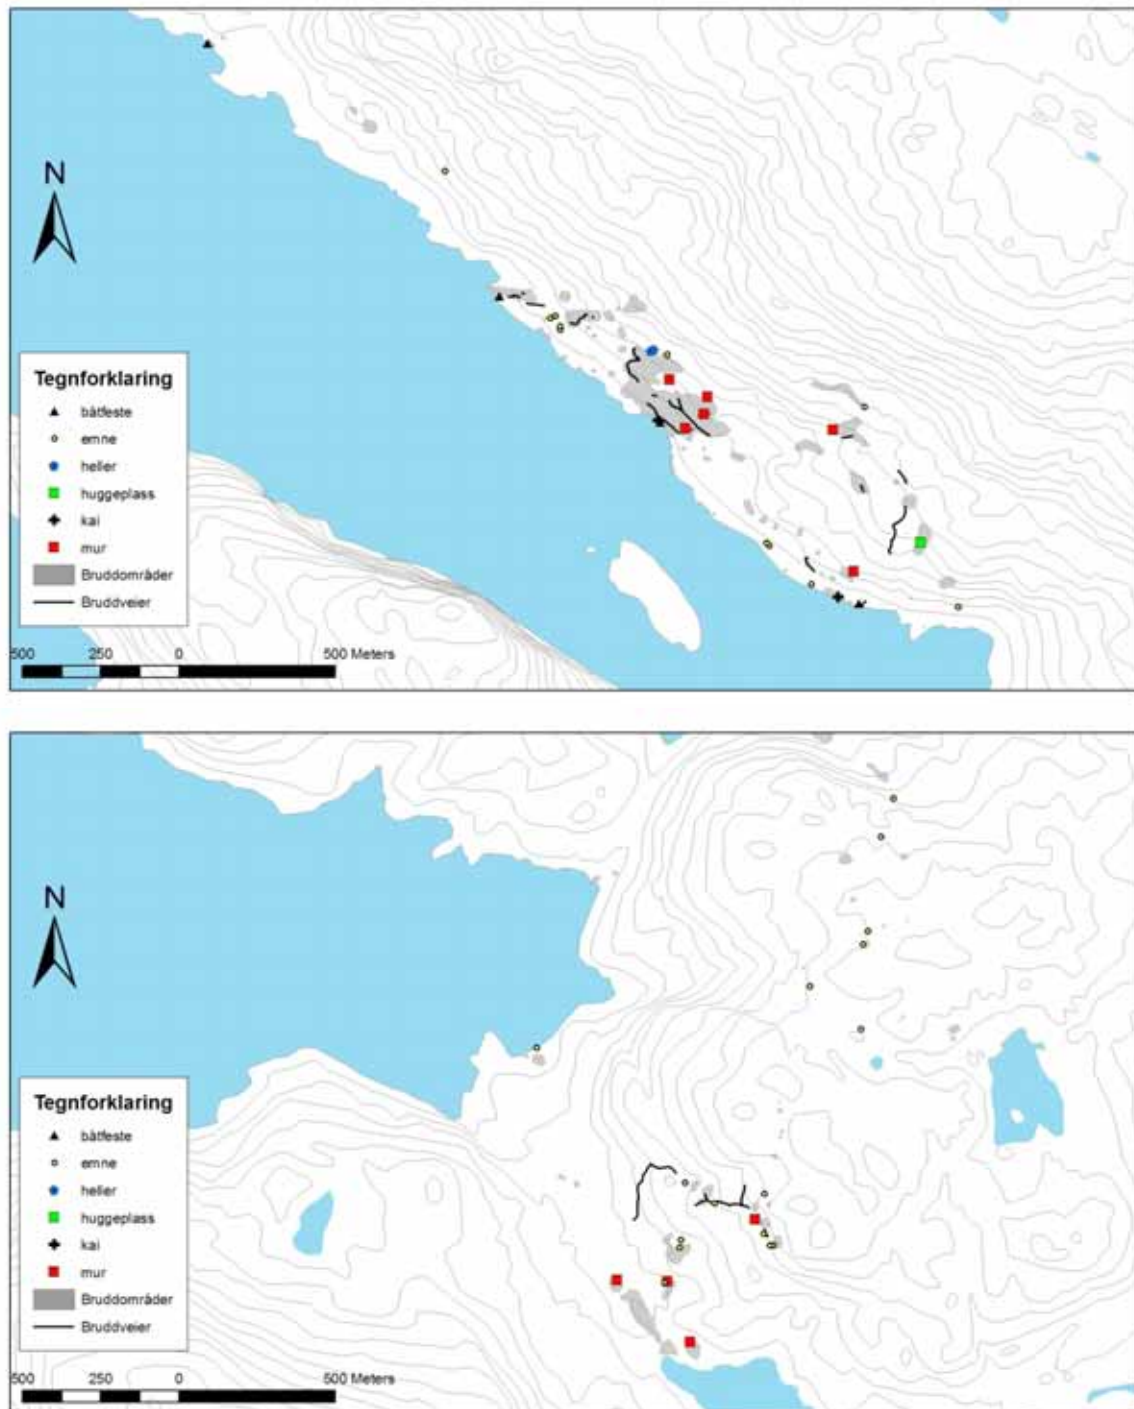 N
Tegnforklaring
båtfeste
emne
heller
huggeplass
kai
mur
Bruddområder
Bruddveier
500 250 0 500 Meters
N
Tegnforklaring
båtfeste
emne
heller
huggeplass
kai
mur
Bruddområder
Bruddveier
500 250 0 500 Meters